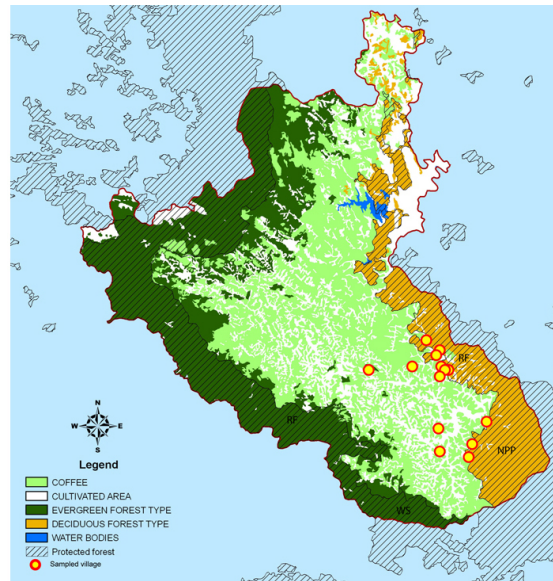 RF
RF
NPP
WS
N
W E
S
Legend
COFFEE
CULTIVATED AREA
EVERGREEN FOREST TYPE
DECIDUOUS FOREST TYPE
WATER BODIES
Protected forest
Sampled village